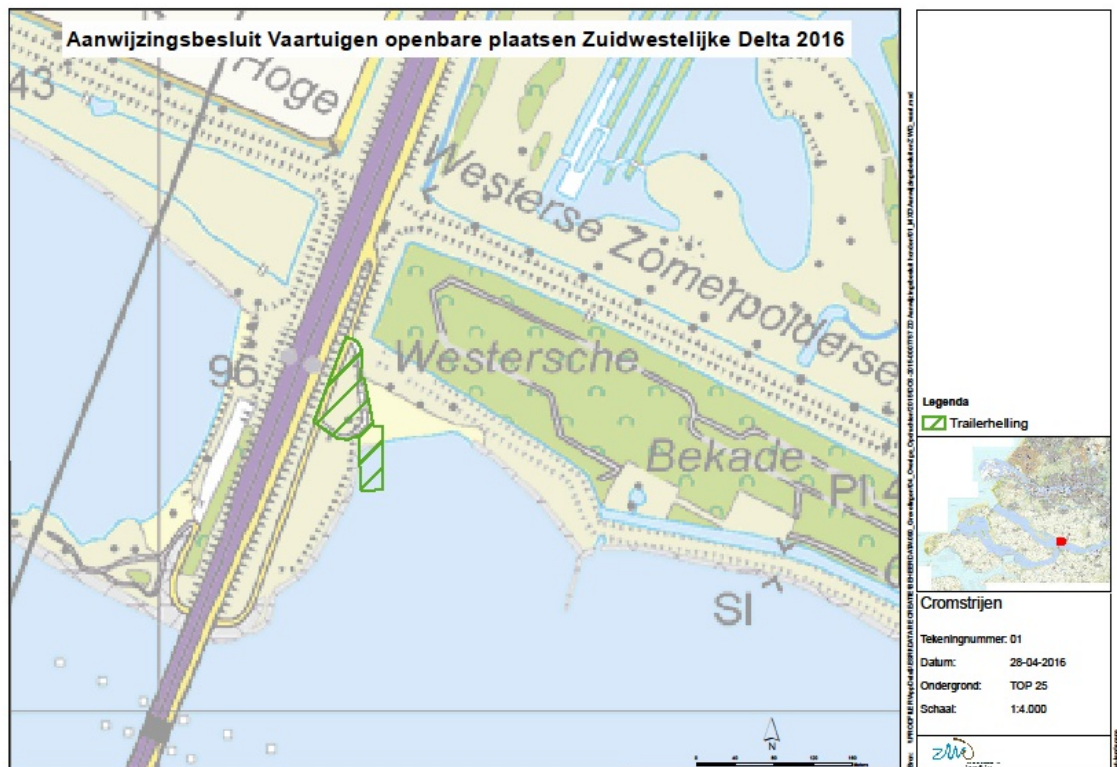 Aanwijzingsbesluit Vaartuigen openbare plaatsen Zuidwestelijke Delta 2016
43
Hoge
Westerse Zomerpolderse
96
Westersche
Bekade
Pl 4
6
Sl
N
Legenda
Trailerhelling
Cromstrijen
Tekeningnummer: 01
Datum: 28-04-2016
Ondergrond: TOP 25
Schaal: 1:4.000